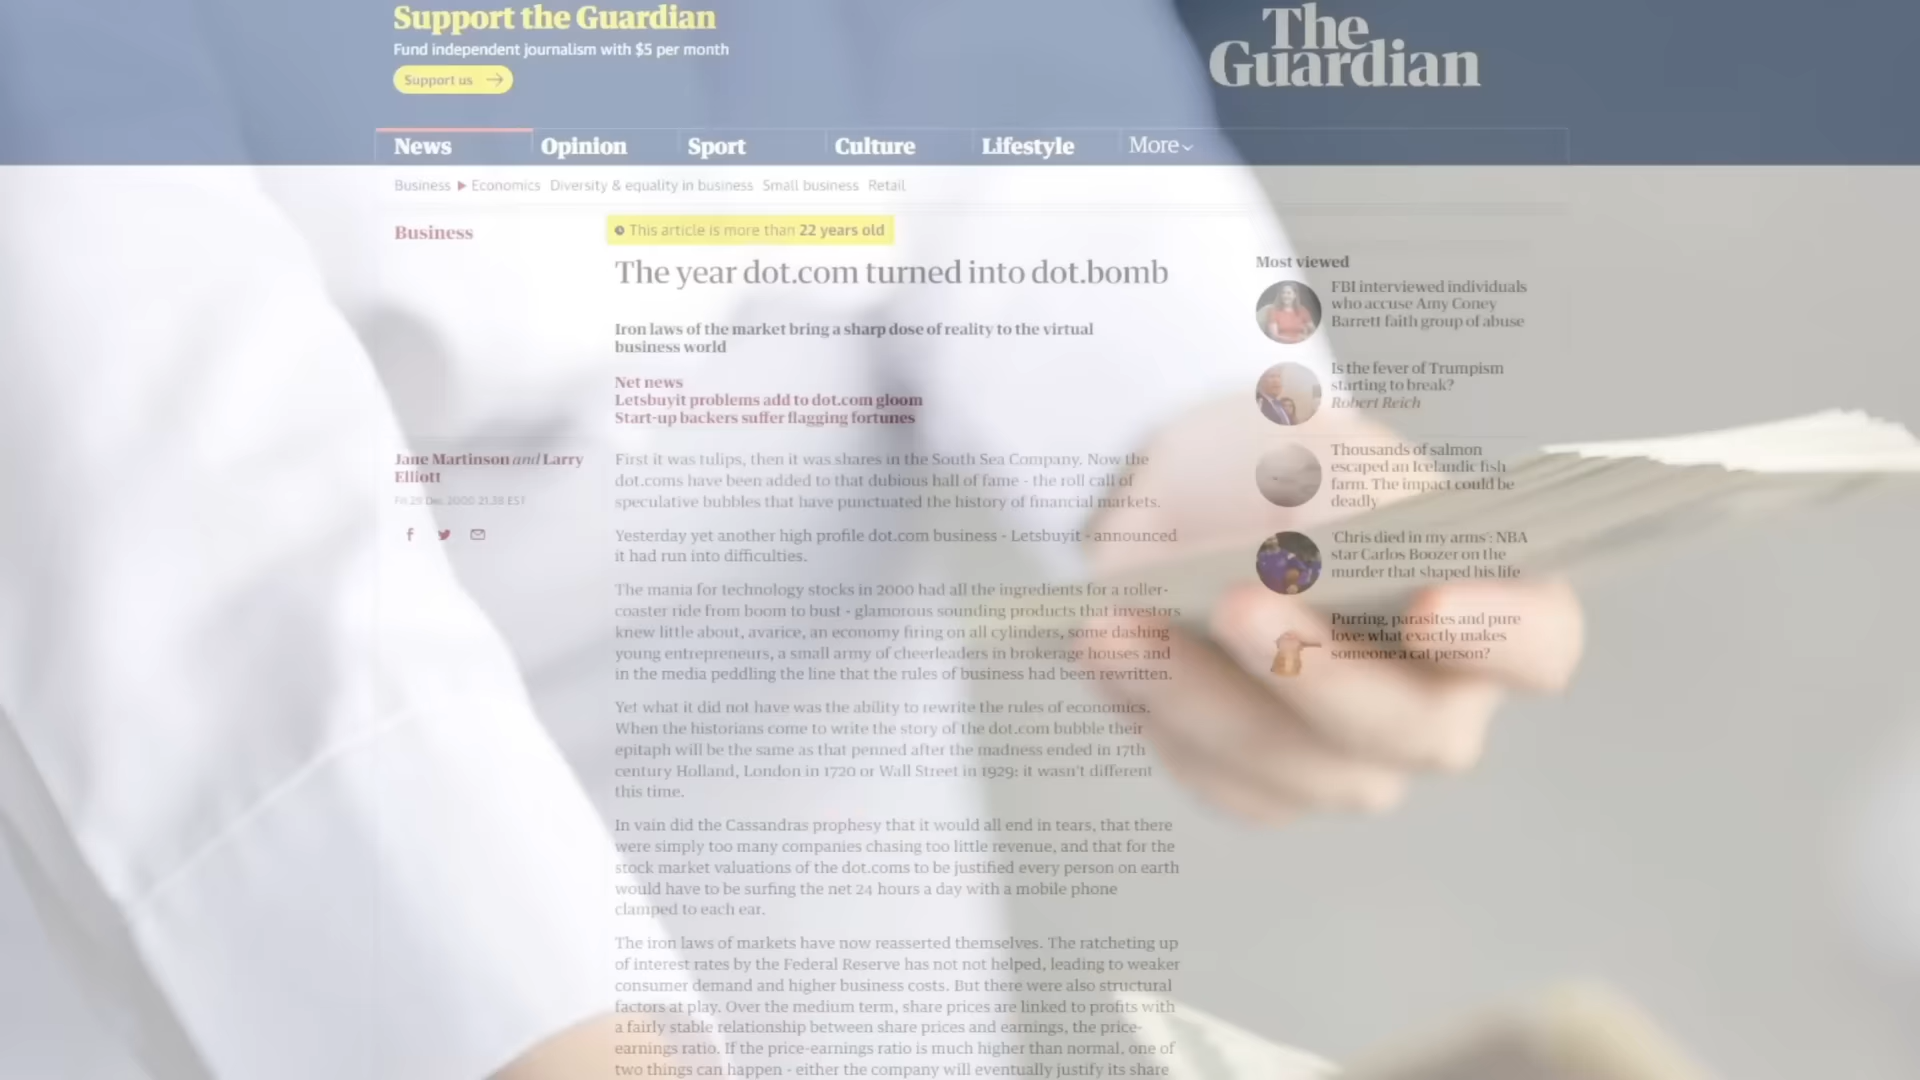 Support the Guardian
Fund independent journalism with $5 per month
Support us
The
Guardian
News
Opinion
Sport
Culture
Lifestyle
More
Business
Economics
Diversity & equality in business
Small business
Retail
Business
This article is more than 22 years old
The year dot.com turned into dot.bomb
Iron laws of the market bring a sharp dose of reality to the virtual
business world
Net news
Letsbuyit problems add to dot.com gloom
Start-up backers suffer flagging fortunes
Jane Martinson and Larry
Elliott
Fri 29 Dec 2000 21.38 EST
First it was tulips, then it was shares in the South Sea Company. Now the
dot.coms have been added to that dubious hall of fame - the roll call of
speculative bubbles that have punctuated the history of financial markets.
Yesterday yet another high profile dot.com business - Letsbuyit - announced
it had run into difficulties.
The mania for technology stocks in 2000 had all the ingredients for a roller-
coaster ride from boom to bust - glamorous sounding products that investors
knew little about, avarice, an economy firing on all cylinders, some dashing
young entrepreneurs, a small army of cheerleaders in brokerage houses and
in the media peddling the line that the rules of business had been rewritten.
Yet what it did not have was the ability to rewrite the rules of economics.
When the historians come to write the story of the dot.com bubble their
epitaph will be the same as that penned after the madness ended in 17th
century Holland, London in 1720 or Wall Street in 1929: it wasn't different
this time.
In vain did the Cassandras prophesy that it would all end in tears, that there
were simply too many companies chasing too little revenue, and that for the
stock market valuations of the dot.coms to be justified every person on earth
would have to be surfing the net 24 hours a day with a mobile phone
clamped to each ear.
The iron laws of markets have now reasserted themselves. The ratcheting up
of interest rates by the Federal Reserve has not not helped, leading to weaker
consumer demand and higher business costs. But there were also structural
factors at play. Over the medium term, share prices are linked to profits with
a fairly stable relationship between share prices and earnings, the price-
earnings ratio. If the price-earnings ratio is much higher than normal, one of
two things can happen - either the company will eventually justify its share
Most viewed
FBI interviewed individuals
who accuse Amy Coney
Barrett faith group of abuse
Is the fever of Trumpism
starting to break?
Robert Reich
Thousands of salmon
escaped an Icelandic fish
farm. The impact could be
deadly
'Chris died in my arms': NBA
star Carlos Boozer on the
murder that shaped his life
Purring, parasites and pure
love: what exactly makes
someone a cat person?